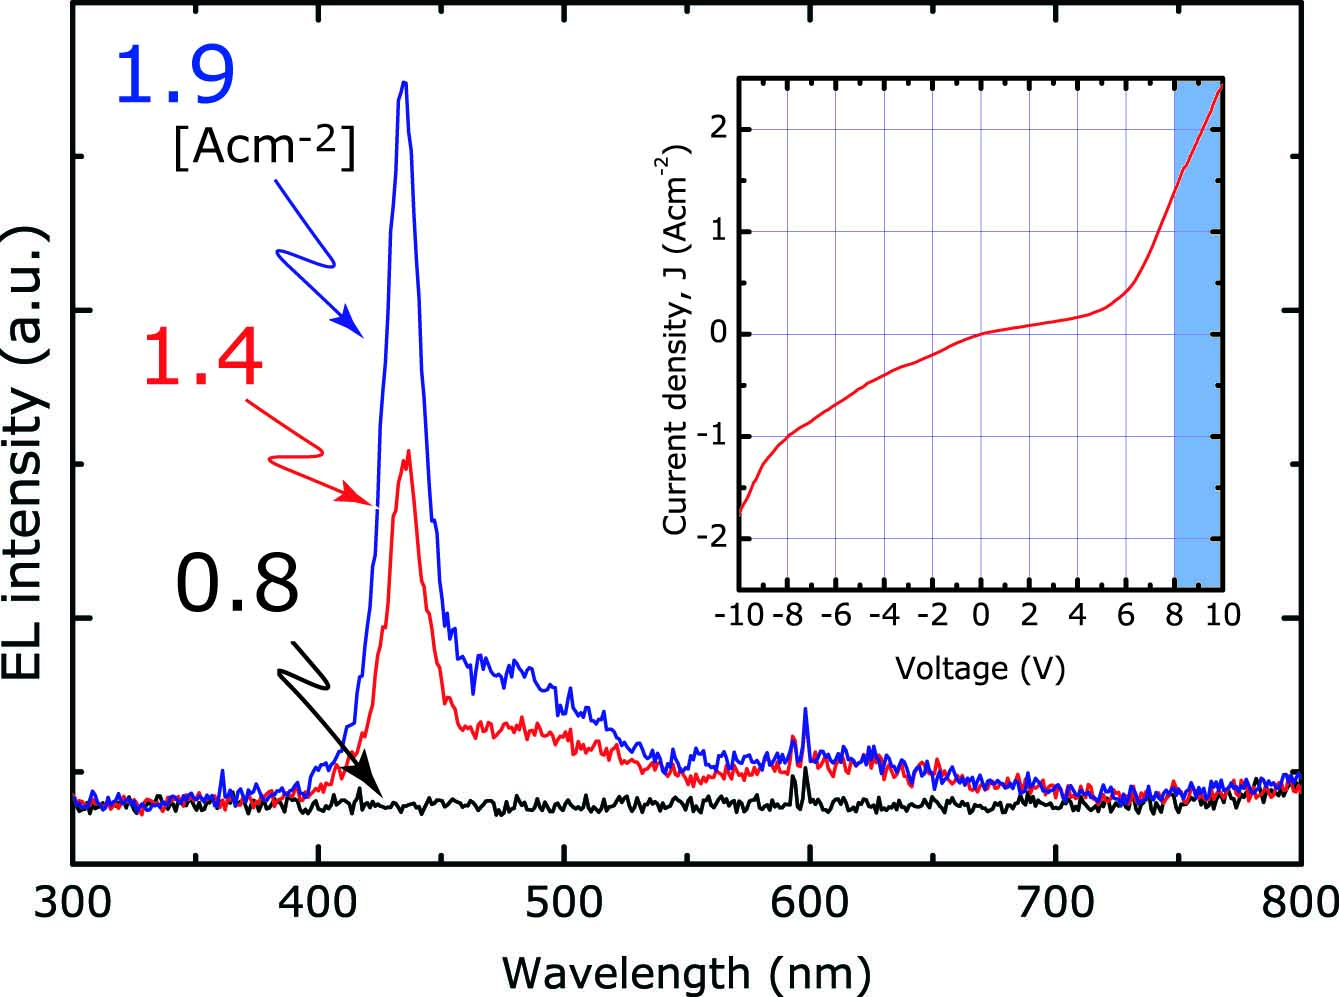 1.9
[Acm-2]
1.4
0.8
EL intensity (a.u.)
300 400 500 600 700 800
Wavelength (nm)
Current density, J (Acm-2)
2
1
0
-1
-2
-10 -8 -6 -4 -2 0 2 4 6 8 10
Voltage (V)